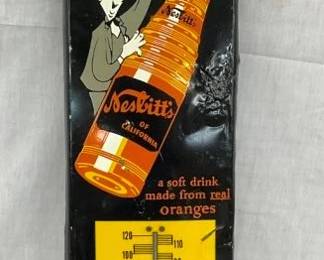 Nesbitt's
Nesbitt's
OF
CALIFORNIA
a soft drink
made from real
oranges
120
110
100